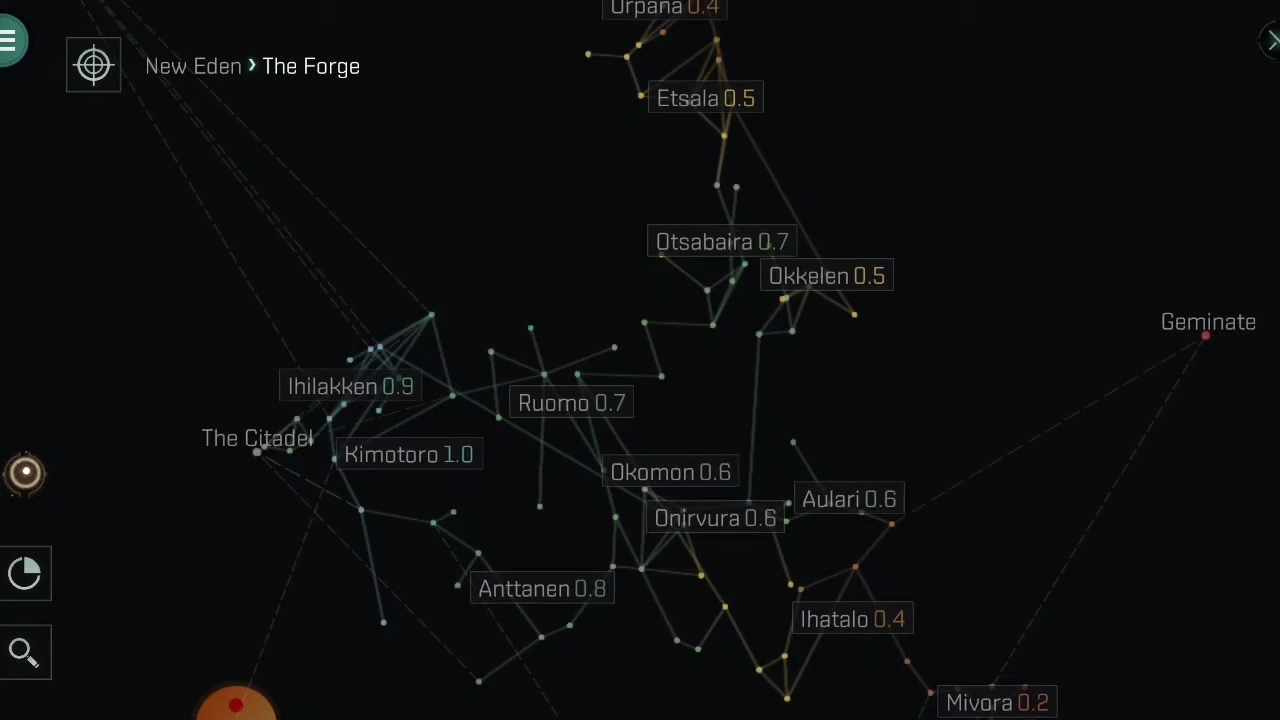 Urpana 0.4
New Eden › The Forge
Etsala 0.5
Otsabaira 0.7
Okkelen 0.5
Geminate
Ihilakken 0.9
Ruomo 0.7
The Citadel
Kimotoro 1.0
Okomon 0.6
Aulari 0.6
Onirvura 0.6
Anttanen 0.8
Ihatalo 0.4
Mivora 0.2